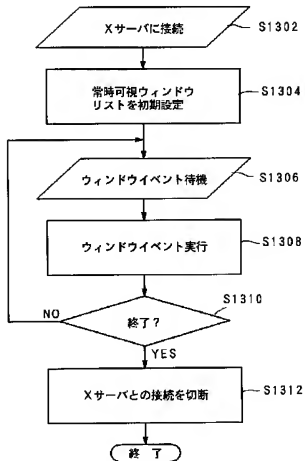 Xサーバに接続
S1302
常時可視ウィンドウ
リストを初期設定
S1304
ウィンドウイベント待機
S1306
ウィンドウイベント実行
S1308
終了?
S1310
NO
YES
Xサーバとの接続を切断
S1312
終 了